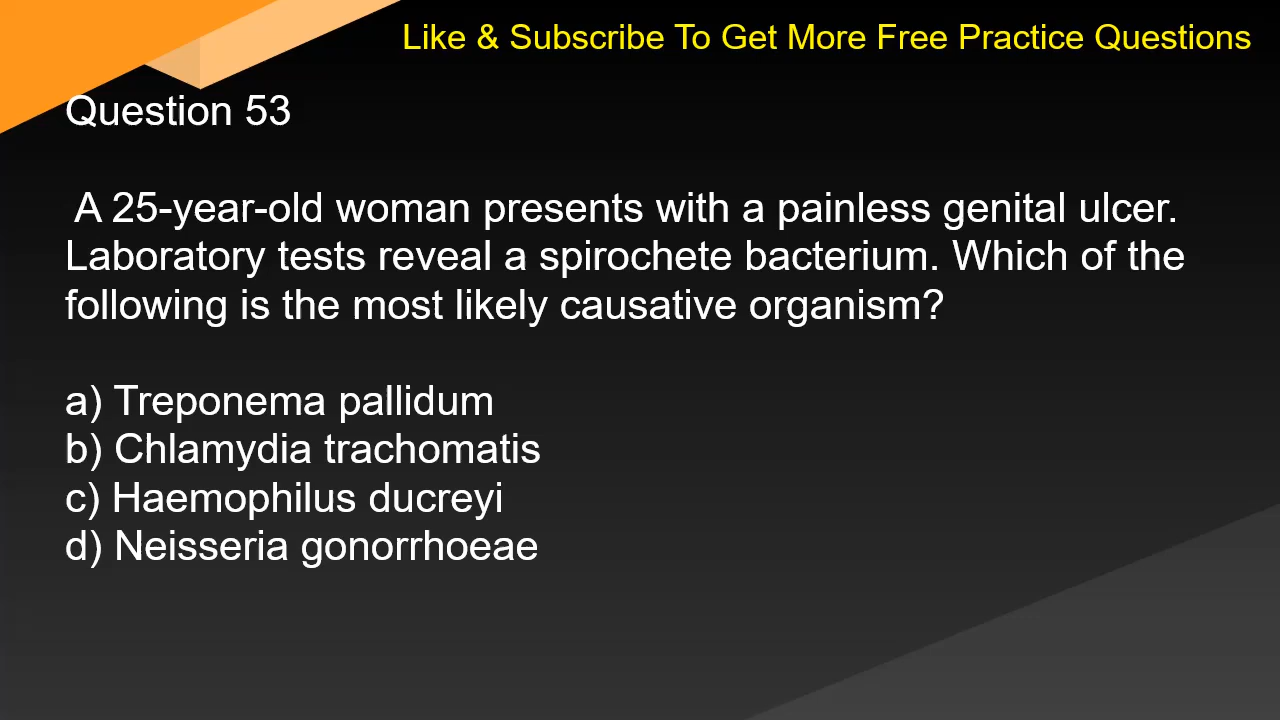 Like & Subscribe To Get More Free Practice Questions
Question 53
A 25-year-old woman presents with a painless genital ulcer.
Laboratory tests reveal a spirochete bacterium. Which of the
following is the most likely causative organism?
a) Treponema pallidum
b) Chlamydia trachomatis
c) Haemophilus ducreyi
d) Neisseria gonorrhoeae